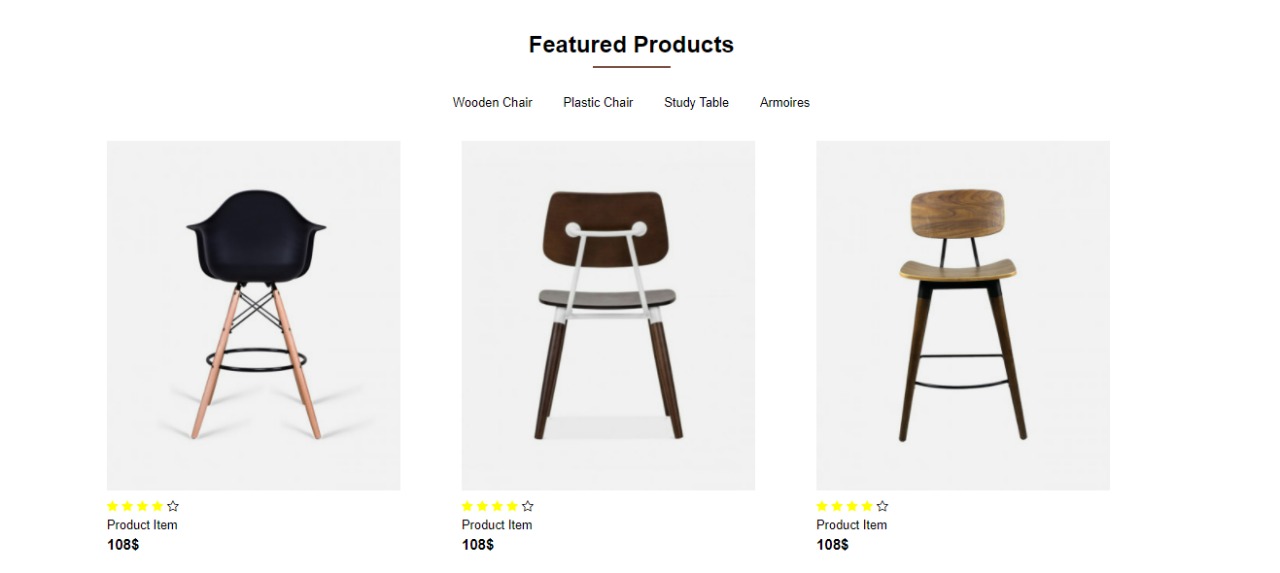 Featured Products
Wooden Chair Plastic Chair Study Table Armoires
Product Item Product Item Product Item
108$ 108$ 108$